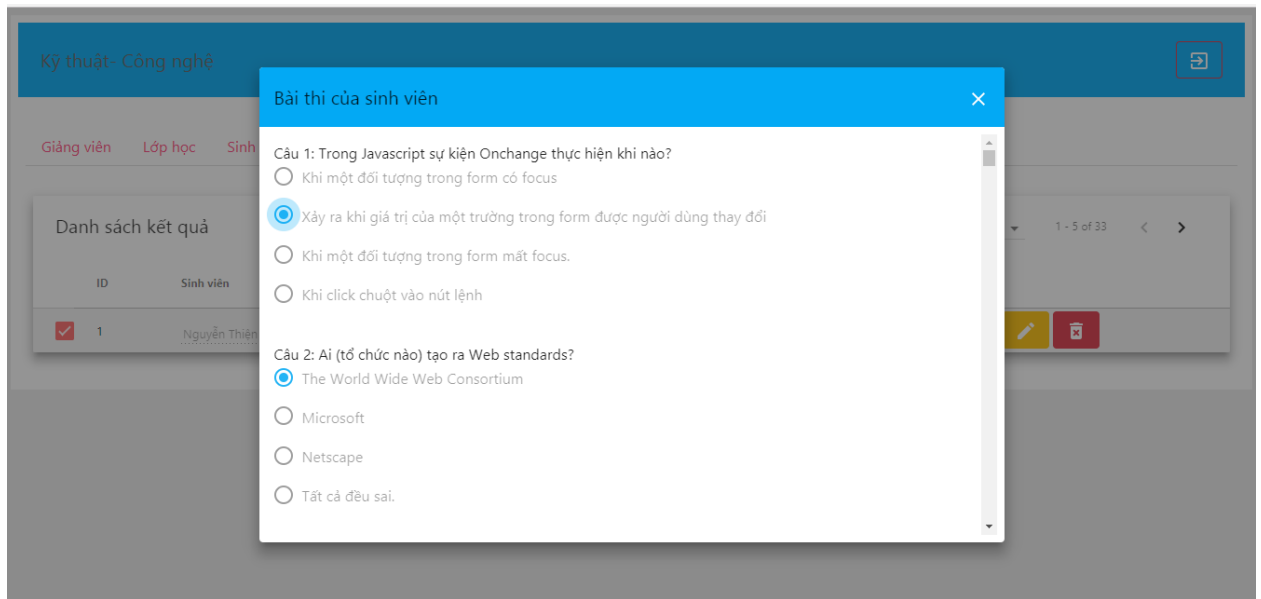 Kỹ thuật- Công nghệ
Bài thi của sinh viên
Giảng viên Lớp học Sinh
Câu 1: Trong Javascript sự kiện Onchange thực hiện khi nào?
Khi một đối tượng trong form có focus
Xảy ra khi giá trị của một trường trong form được người dùng thay đổi
Khi một đối tượng trong form mất focus.
Khi click chuột vào nút lệnh
Danh sách kết quả
1 - 5 of 33
ID Sinh viên
1 Nguyễn Thiện
Câu 2: Ai (tổ chức nào) tạo ra Web standards?
The World Wide Web Consortium
Microsoft
Netscape
Tất cả đều sai.